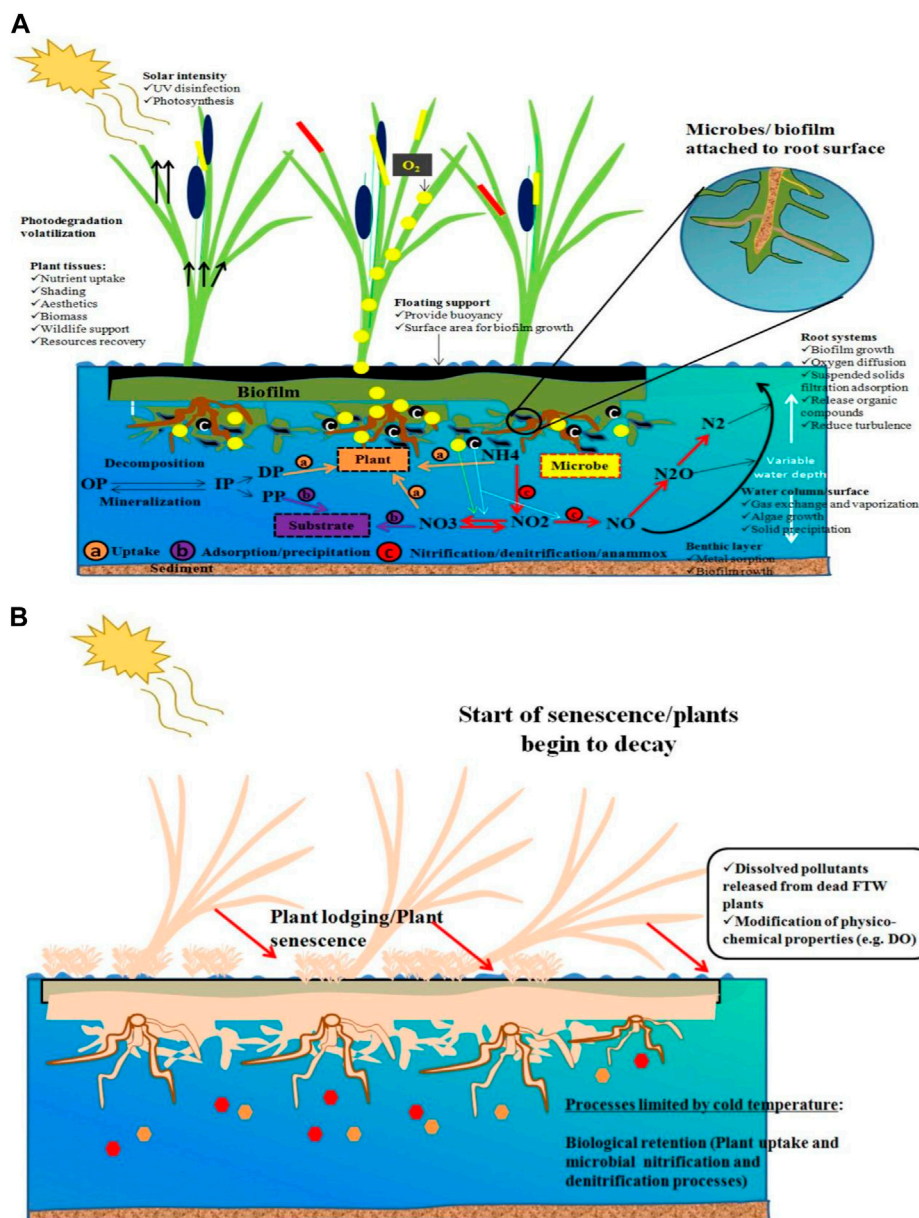 A
Solar intensity
✓UV disinfection
✓Photosynthesis
Microbes/ biofilm
attached to root surface
O₂
Photodegradation
volatilization
Plant tissues:
✓Nutrient uptake
✓Shading
✓Aesthetics
✓Biomass
✓Wildlife support
✓Resources recovery
Floating support
✓Provide buoyancy
✓Surface area for biofilm growth
Root systems
✓Biofilm growth
✓Oxygen diffusion
✓Suspended solids
filtration adsorption
✓Release organic
compounds
✓Reduce turbulence
Biofilm
C C C C C C C
Decomposition
OP
Mineralization
IP
DP
PP
a
Plant
a
NH4
Microbe
a
b
Substrate
b
NO3
c
NO2
c
NO
N2O
N2
Variable
water depth
Water column/surface
✓Gas exchange and vaporization
✓Algae growth
✓Solid precipitation
a Uptake b Adsorption/precipitation c Nitrification/denitrification/anammox
Sediment
Benthic layer
✓Metal sorption
✓Biofilm rowth
B
Start of senescence/plants
begin to decay
Plant lodging/Plant
senescence
✓Dissolved pollutants
released from dead FTW
plants
✓Modification of physico-
chemical properties (e.g. DO)
Processes limited by cold temperature:
Biological retention (Plant uptake and
microbial nitrification and
denitrification processes)